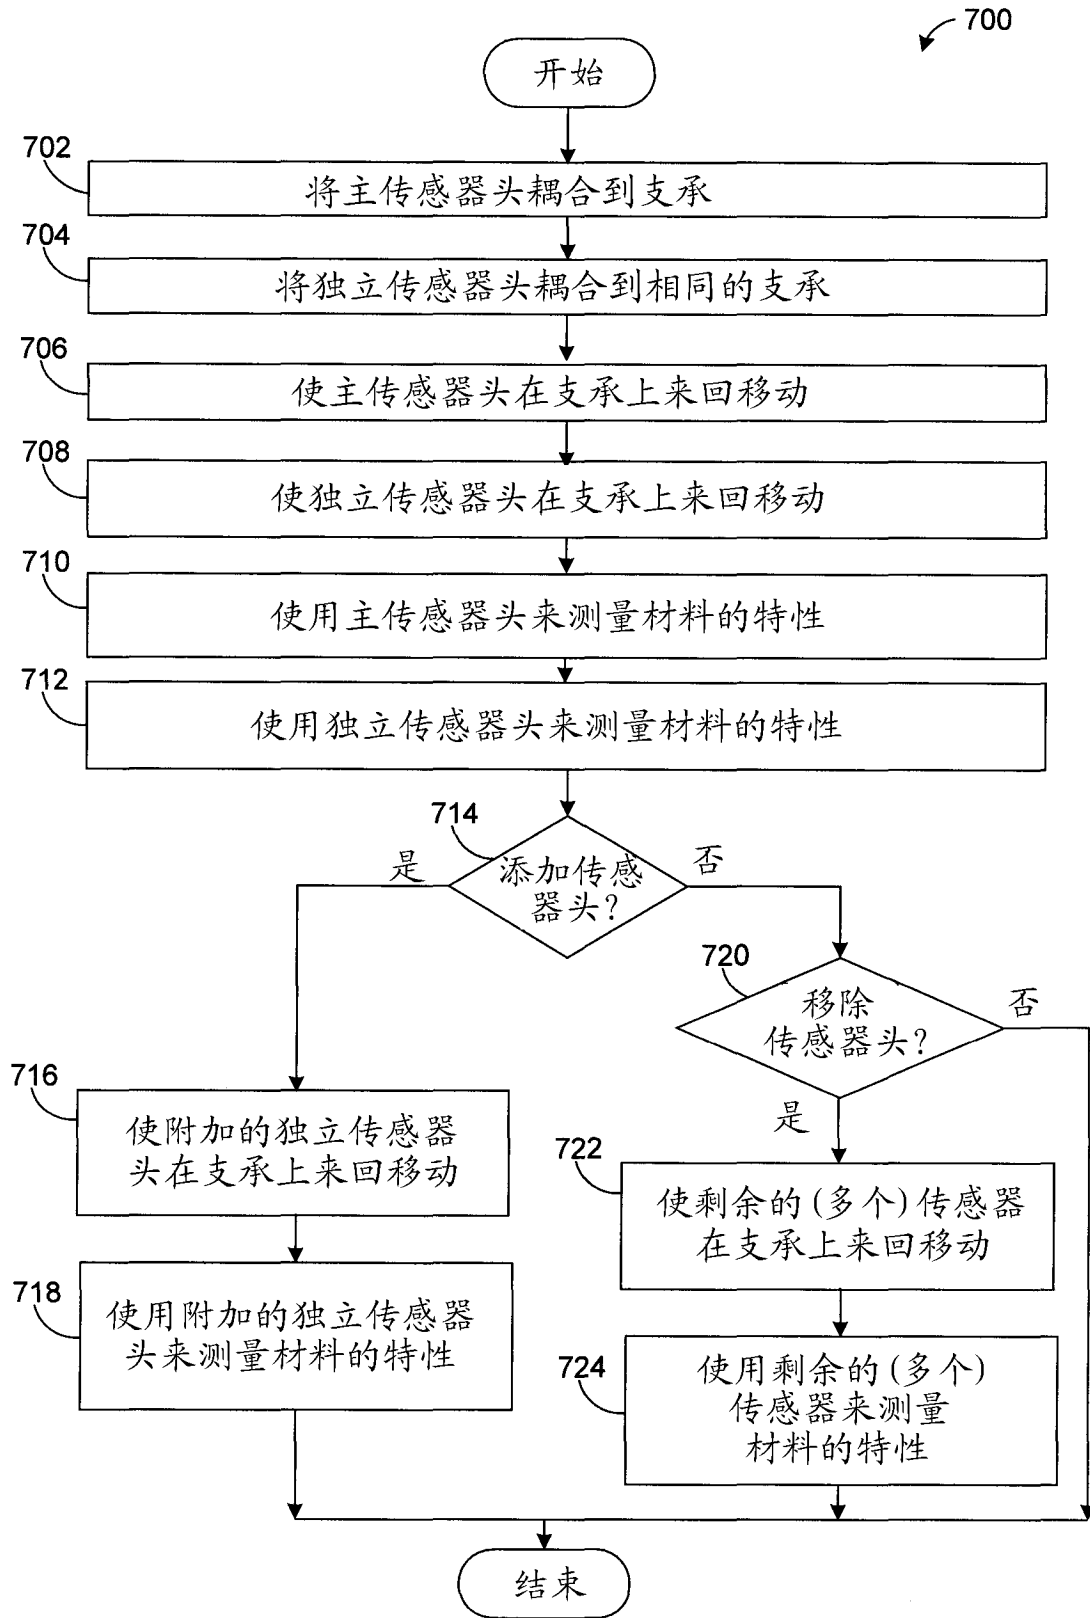 700
开始
702
将主传感器头耦合到支承
704
将独立传感器头耦合到相同的支承
706
使主传感器头在支承上来回移动
708
使独立传感器头在支承上来回移动
710
使用主传感器头来测量材料的特性
712
使用独立传感器头来测量材料的特性
714
是
添加传感
器头?
否
720
移除
传感器头?
否
是
716
使附加的独立传感器
头在支承上来回移动
722
使剩余的(多个)传感器
在支承上来回移动
718
使用附加的独立传感器
头来测量材料的特性
724
使用剩余的(多个)
传感器来测量
材料的特性
结束